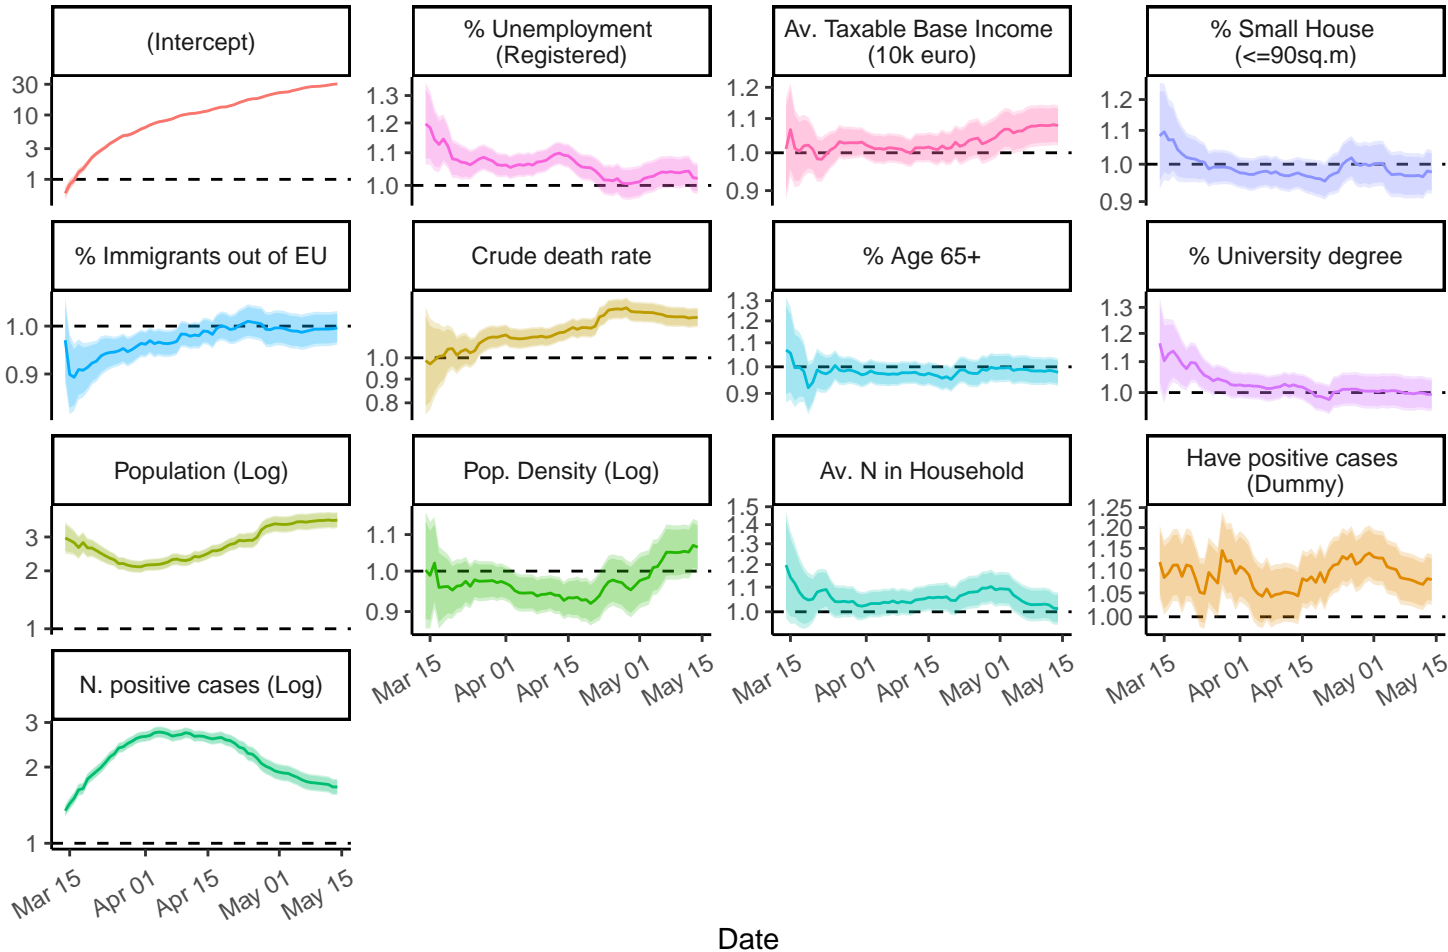 (Intercept)
30
10
3
1
% Unemployment
(Registered)
1.3
1.2
1.1
1.0
Av. Taxable Base Income
(10k euro)
1.2
1.1
1.0
0.9
% Small House
(<=90sq.m)
1.2
1.1
1.0
0.9
% Immigrants out of EU
1.0
0.9
Crude death rate
1.0
0.9
0.8
% Age 65+
1.3
1.2
1.1
1.0
0.9
% University degree
1.3
1.2
1.1
1.0
Population (Log)
3
2
1
Pop. Density (Log)
1.1
1.0
0.9
Mar 15
Apr 01
Apr 15
May 01
May 15
Av. N in Household
1.5
1.4
1.3
1.2
1.1
1.0
Mar 15
Apr 01
Apr 15
May 01
May 15
Have positive cases
(Dummy)
1.25
1.20
1.15
1.10
1.05
1.00
Mar 15
Apr 01
Apr 15
May 01
May 15
N. positive cases (Log)
3
2
1
Mar 15
Apr 01
Apr 15
May 01
May 15
Date